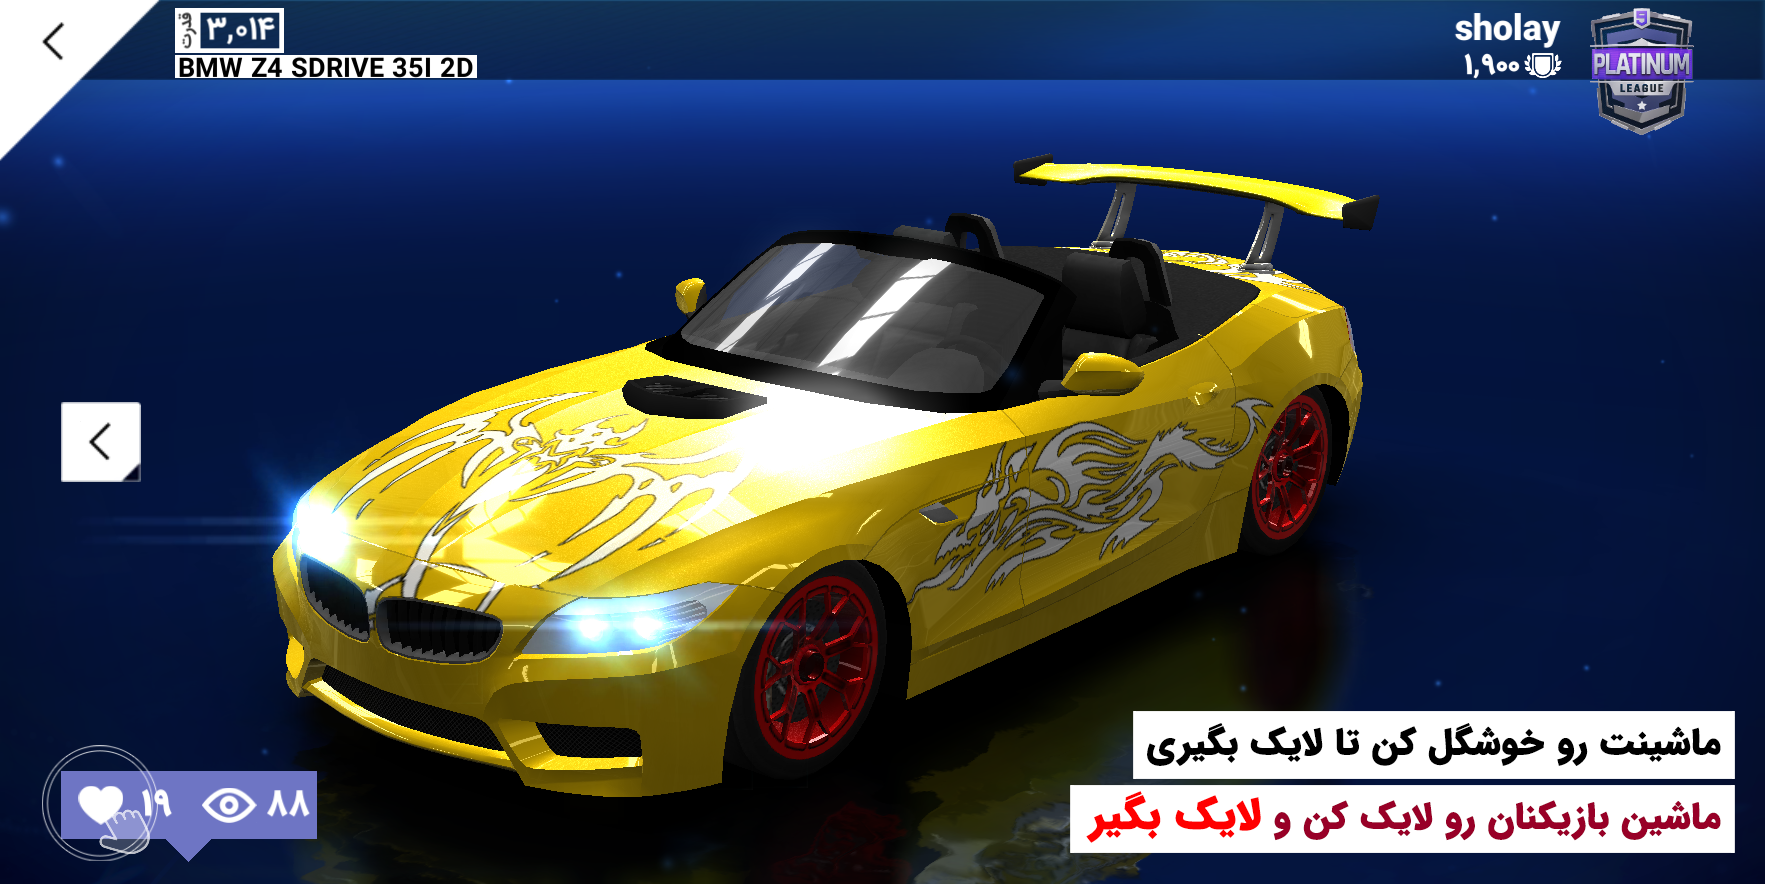 قدرت ۳,۰۱۴
BMW Z4 SDRIVE 35I 2D
sholay
۱,۹۰۰
PLATINUM
LEAGUE
ماشینت رو خوشگل کن تا لایک بگیری
ماشین بازیکنان رو لایک کن و لایک بگیر
۱۹ ۸۸